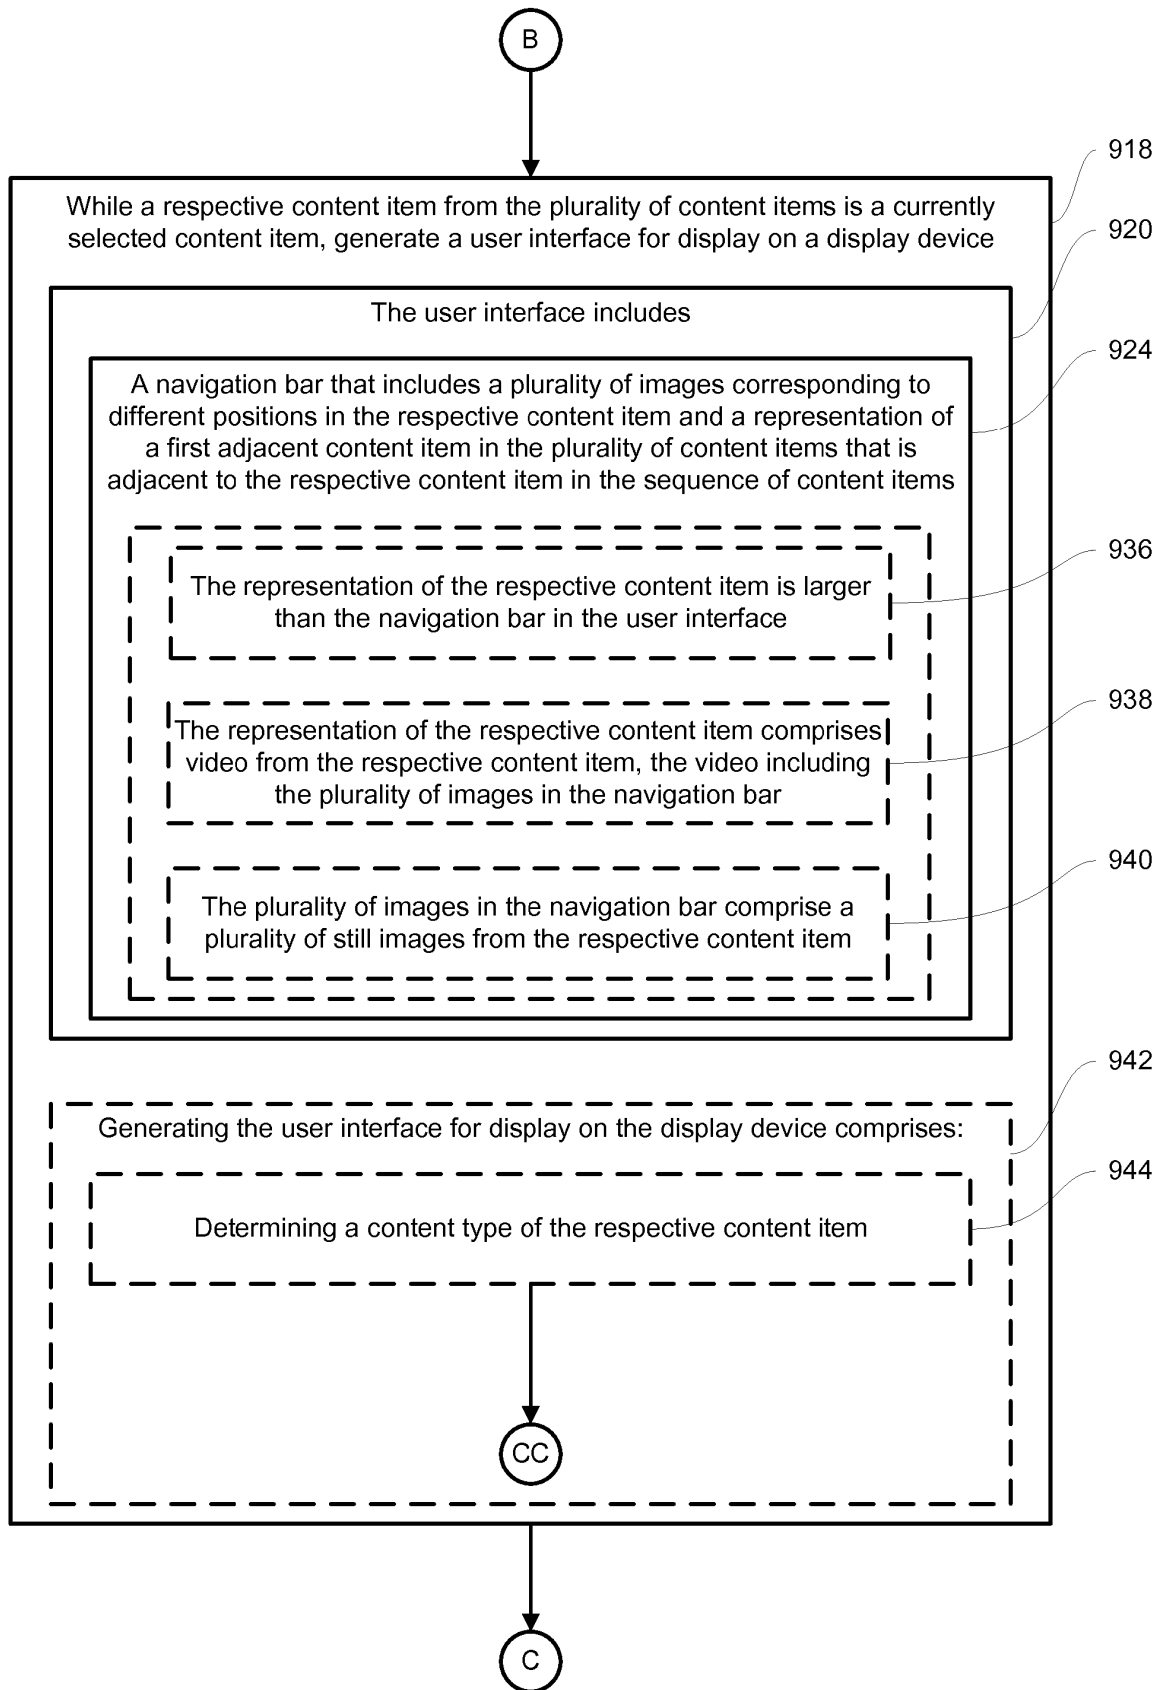 B
918
While a respective content item from the plurality of content items is a currently
selected content item, generate a user interface for display on a display device
920
The user interface includes
924
A navigation bar that includes a plurality of images corresponding to
different positions in the respective content item and a representation of
a first adjacent content item in the plurality of content items that is
adjacent to the respective content item in the sequence of content items
936
The representation of the respective content item is larger
than the navigation bar in the user interface
938
The representation of the respective content item comprises
video from the respective content item, the video including
the plurality of images in the navigation bar
940
The plurality of images in the navigation bar comprise a
plurality of still images from the respective content item
942
Generating the user interface for display on the display device comprises:
944
Determining a content type of the respective content item
CC
C